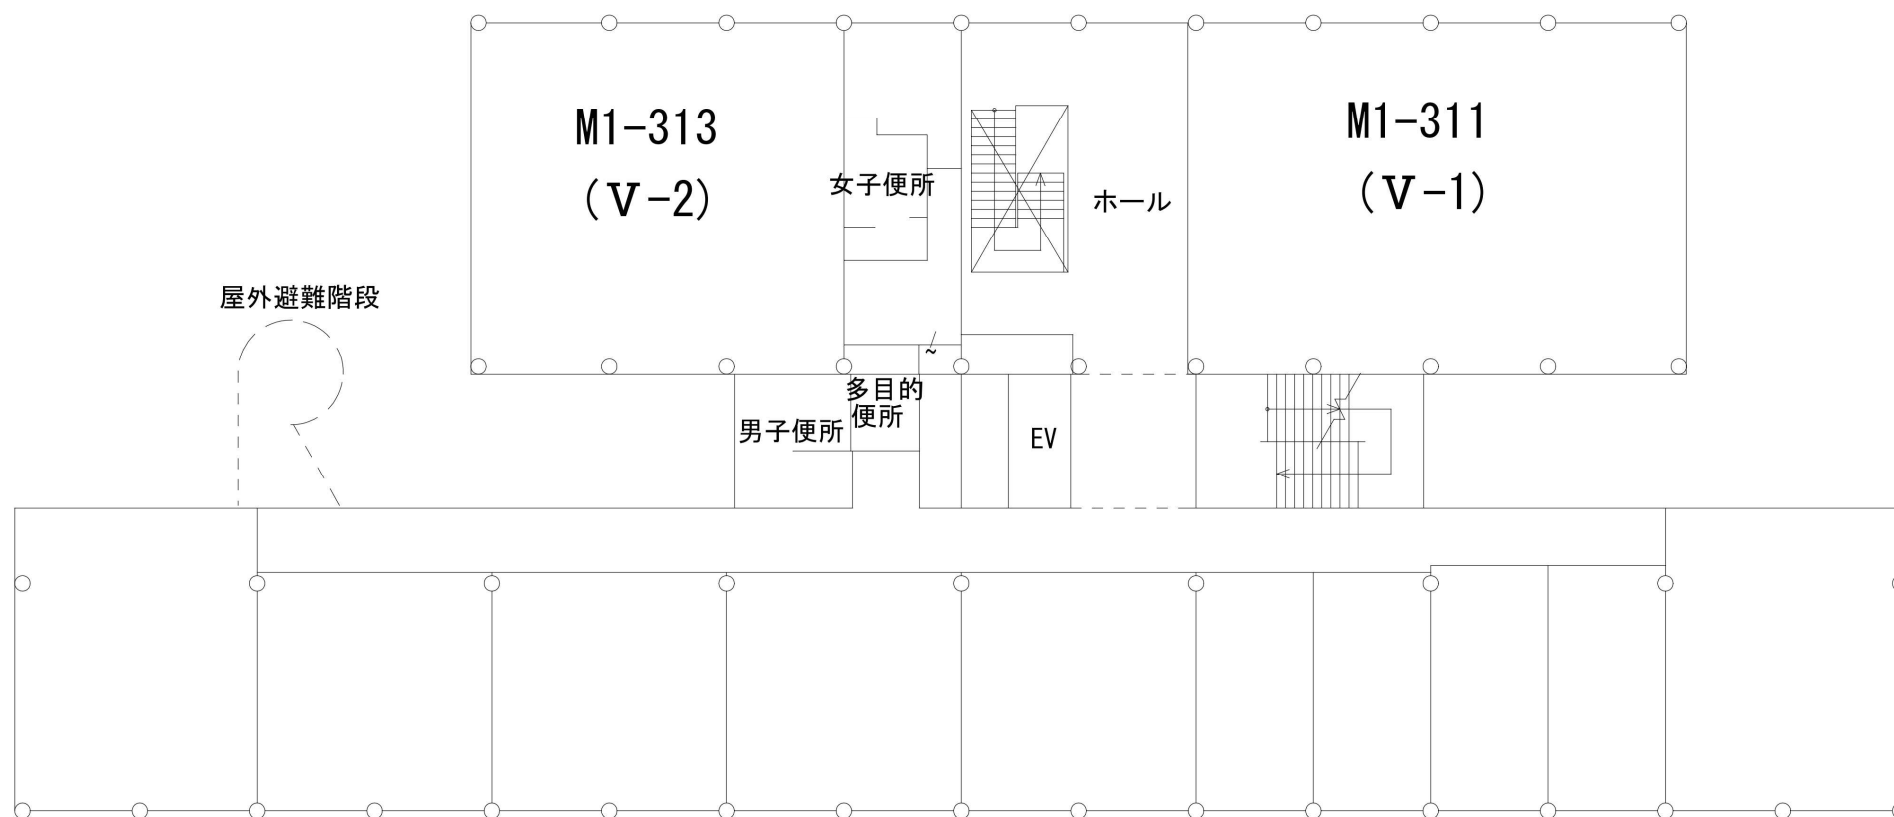 M1-313
(Ⅴ-2)
M1-311
(Ⅴ-1)
女子便所
ホール
屋外避難階段
多目的
便所
男子便所
EV